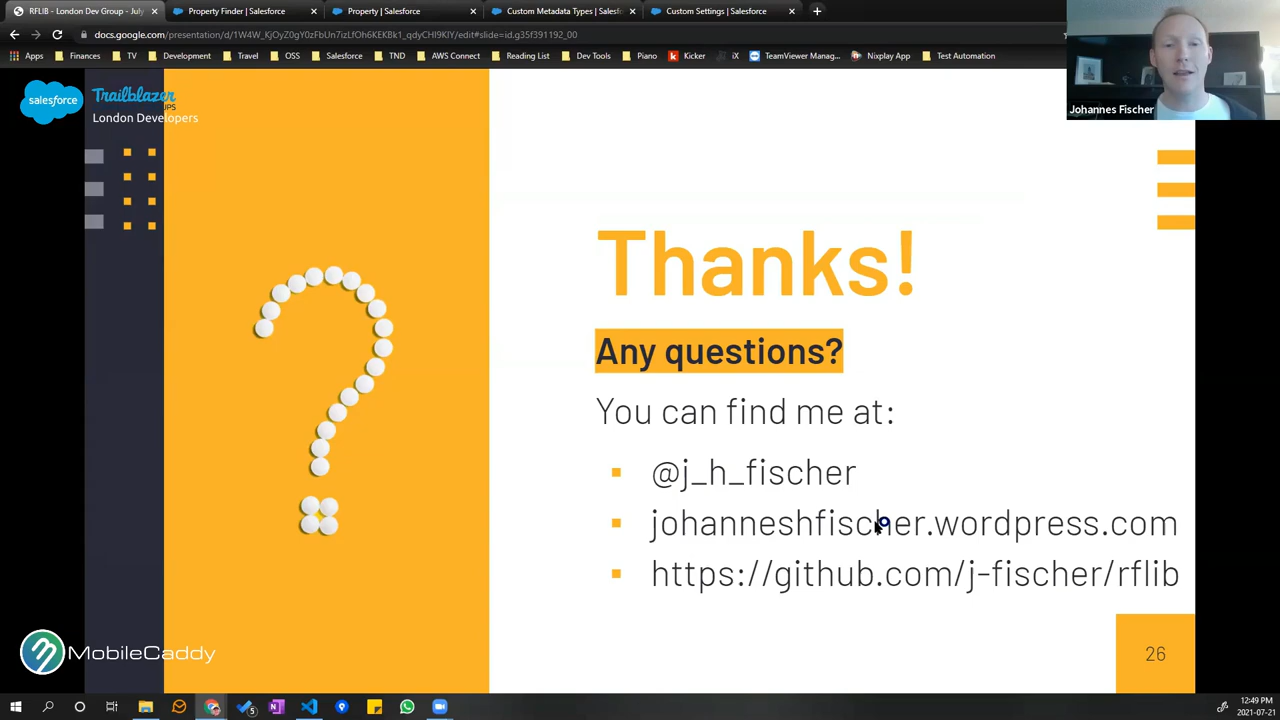 RFLIB - London Dev Group - July
Property Finder | Salesforce
Property | Salesforce
Custom Metadata Types | Salesf
Custom Settings | Salesforce
Apps
Finances
TV
Development
Travel
OSS
Salesforce
TND
AWS Connect
Reading List
Dev Tools
Piano
Kicker
iX
TeamViewer Manag...
Nixplay App
Test Automation
salesforce
Trailblazer
London Developers
Johannes Fischer
Thanks!
Any questions?
You can find me at:
@j_h_fischer
johanneshfischer.wordpress.com
https://github.com/j-fischer/rflib
MobileCaddy
26
12:49 PM
2021-07-21